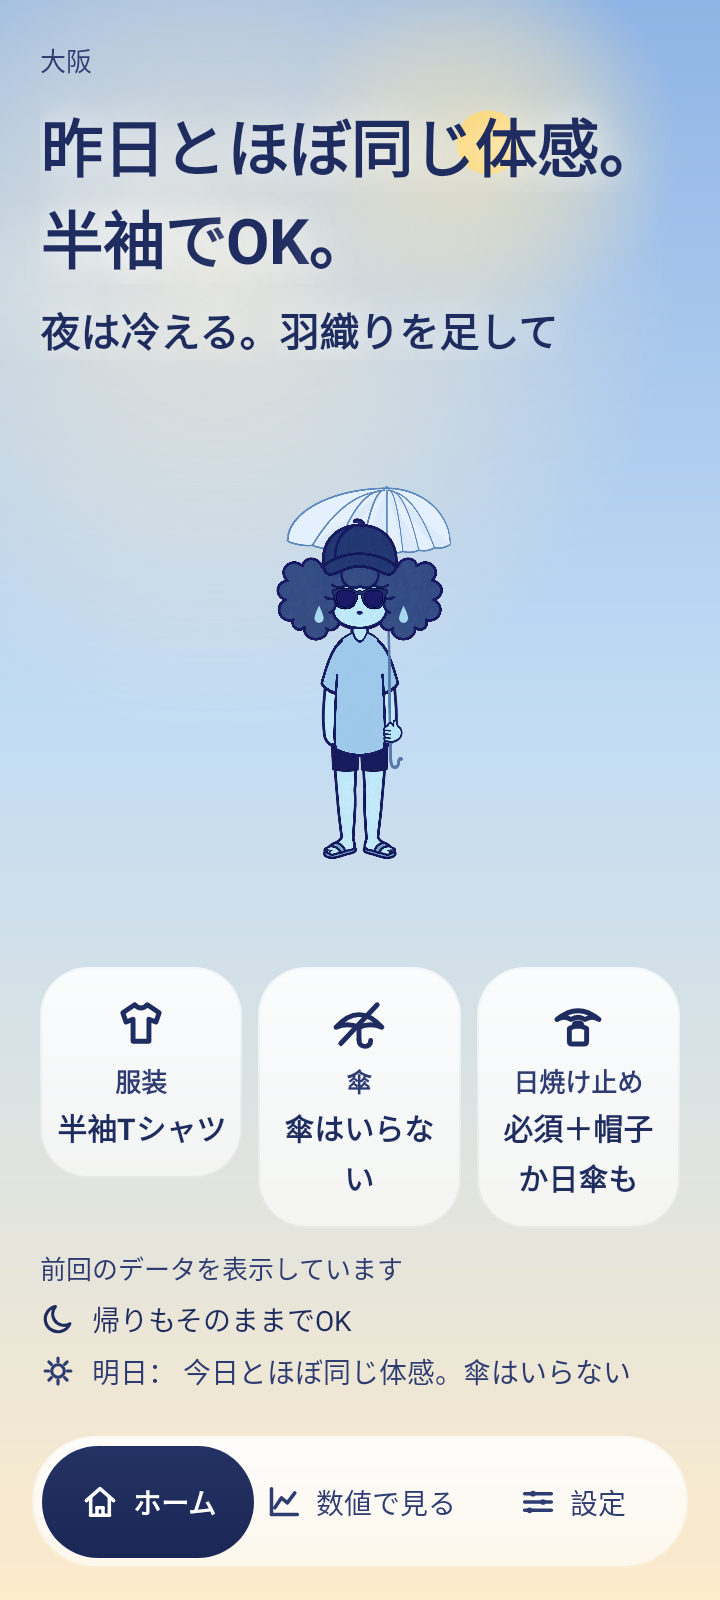 大阪
昨日とほぼ同じ体感。
半袖でOK。
夜は冷える。羽織りを足して
服装
半袖Tシャツ
傘
傘はいらな
い
日焼け止め
必須＋帽子
か日傘も
前回のデータを表示しています
帰りもそのままでOK
明日： 今日とほぼ同じ体感。傘はいらない
ホーム
数値で見る
設定